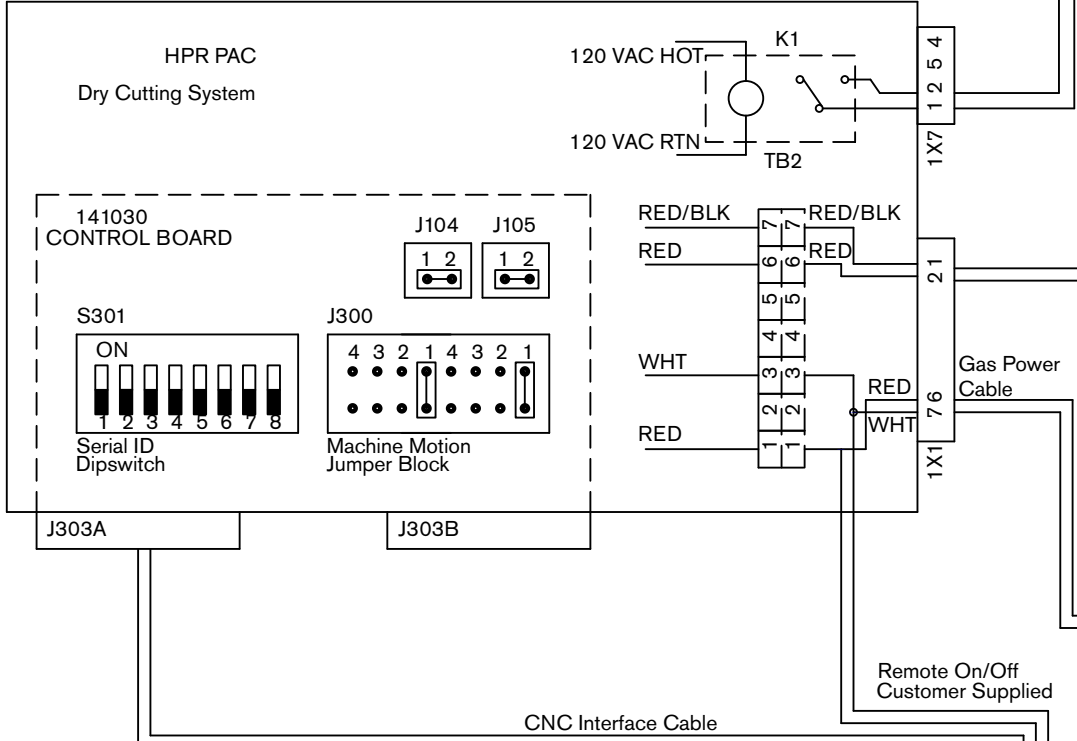 HPR PAC
Dry Cutting System
120 VAC HOT
K1
120 VAC RTN
TB2
4
5
2
1
1X7
141030
CONTROL BOARD
J104
1 2
J105
1 2
S301
ON
1 2 3 4 5 6 7 8
Serial ID
Dipswitch
J300
4 3 2 1 4 3 2 1
Machine Motion
Jumper Block
RED/BLK
7 7
RED/BLK
RED
6 6
RED
5 5
4 4
WHT
3 3
2 2
RED
1 1
RED
WHT
1
2
6
7
1X1
Gas Power
Cable
J303A
J303B
Remote On/Off
Customer Supplied
CNC Interface Cable